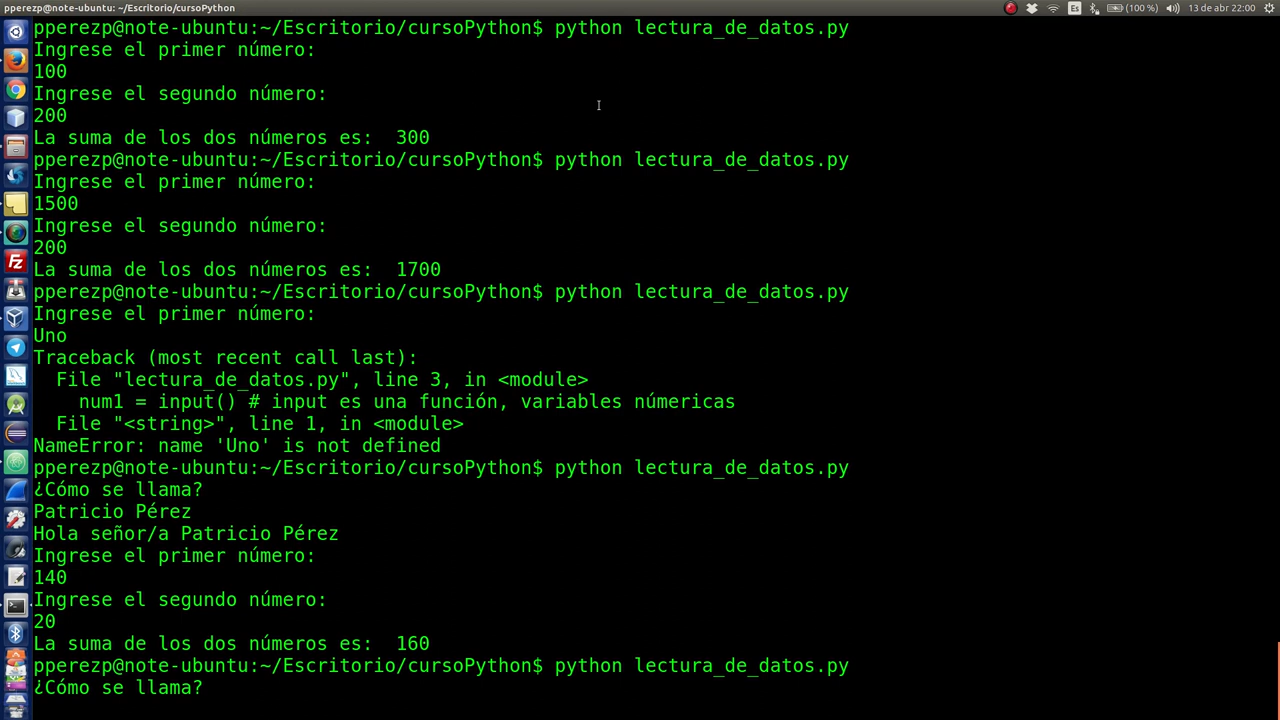 pperezp@note-ubuntu: ~/Escritorio/cursoPython
Es
(100 %)
13 de abr 22:00
pperezp@note-ubuntu:~/Escritorio/cursoPython$ python lectura_de_datos.py
Ingrese el primer número:
100
Ingrese el segundo número:
200
La suma de los dos números es:  300
pperezp@note-ubuntu:~/Escritorio/cursoPython$ python lectura_de_datos.py
Ingrese el primer número:
1500
Ingrese el segundo número:
200
La suma de los dos números es:  1700
pperezp@note-ubuntu:~/Escritorio/cursoPython$ python lectura_de_datos.py
Ingrese el primer número:
Uno
Traceback (most recent call last):
  File "lectura_de_datos.py", line 3, in <module>
    num1 = input() # input es una función, variables númericas
  File "<string>", line 1, in <module>
NameError: name 'Uno' is not defined
pperezp@note-ubuntu:~/Escritorio/cursoPython$ python lectura_de_datos.py
¿Cómo se llama?
Patricio Pérez
Hola señor/a Patricio Pérez
Ingrese el primer número:
140
Ingrese el segundo número:
20
La suma de los dos números es:  160
pperezp@note-ubuntu:~/Escritorio/cursoPython$ python lectura_de_datos.py
¿Cómo se llama?
Fz